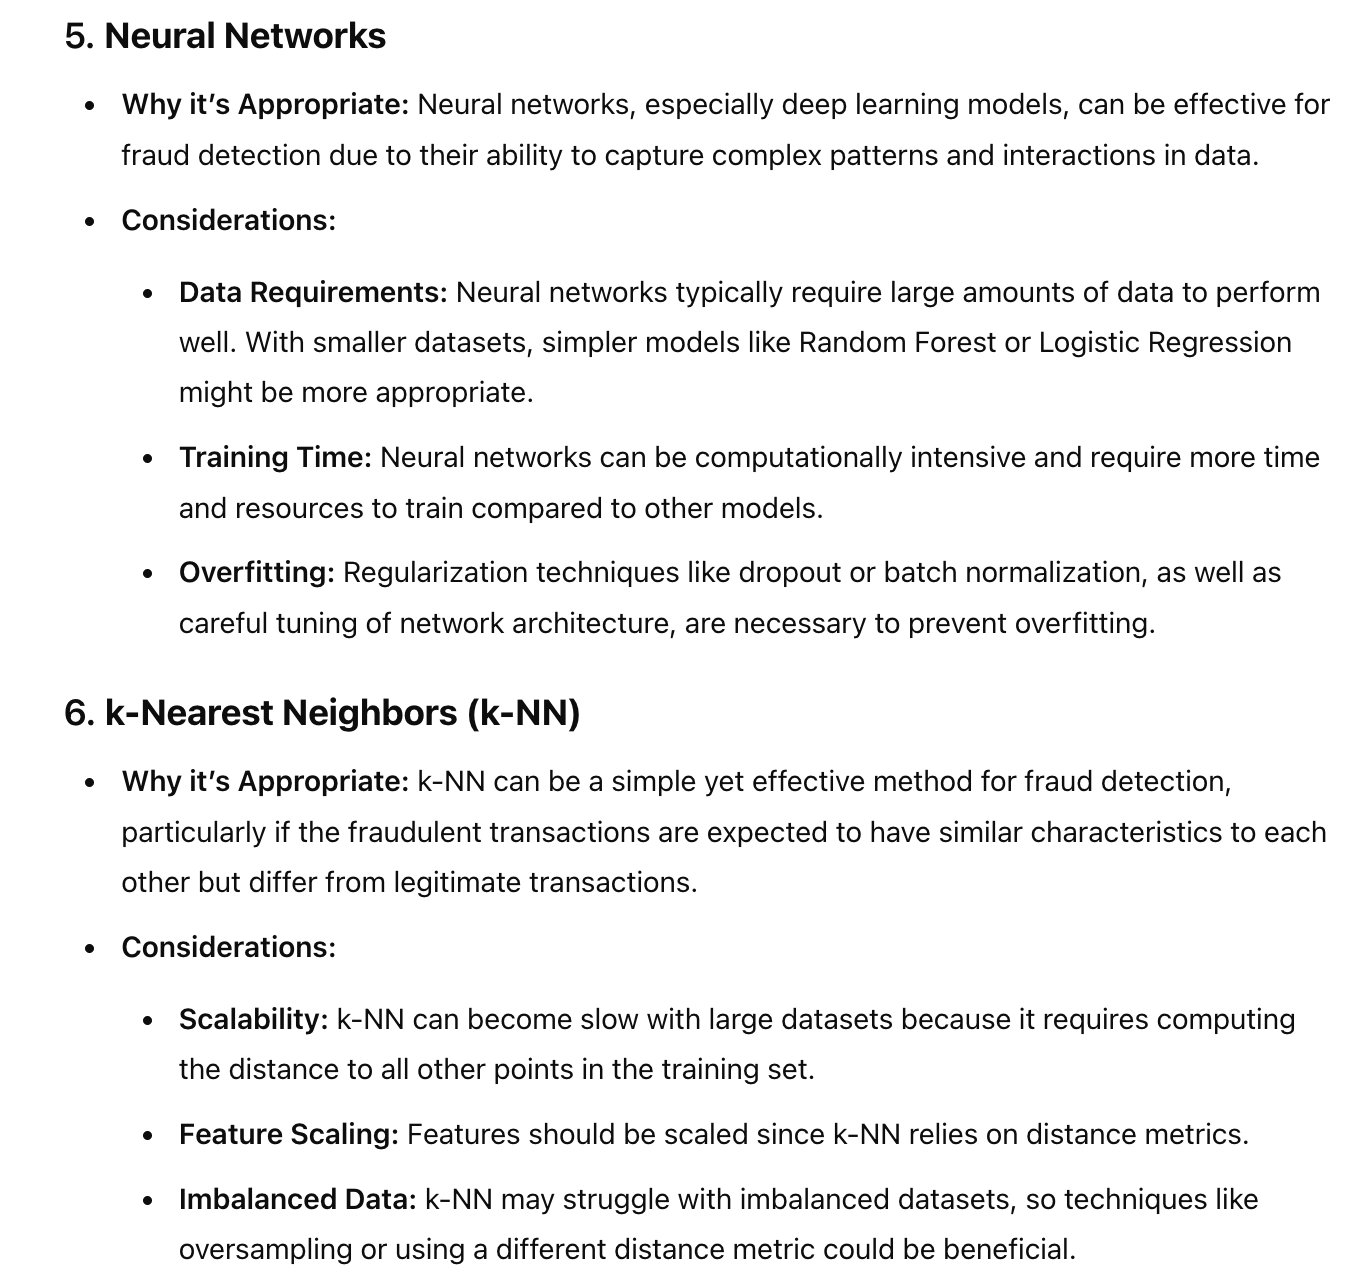 5. Neural Networks
• Why it’s Appropriate: Neural networks, especially deep learning models, can be effective for
fraud detection due to their ability to capture complex patterns and interactions in data.
• Considerations:
• Data Requirements: Neural networks typically require large amounts of data to perform
well. With smaller datasets, simpler models like Random Forest or Logistic Regression
might be more appropriate.
• Training Time: Neural networks can be computationally intensive and require more time
and resources to train compared to other models.
• Overfitting: Regularization techniques like dropout or batch normalization, as well as
careful tuning of network architecture, are necessary to prevent overfitting.
6. k-Nearest Neighbors (k-NN)
• Why it’s Appropriate: k-NN can be a simple yet effective method for fraud detection,
particularly if the fraudulent transactions are expected to have similar characteristics to each
other but differ from legitimate transactions.
• Considerations:
• Scalability: k-NN can become slow with large datasets because it requires computing
the distance to all other points in the training set.
• Feature Scaling: Features should be scaled since k-NN relies on distance metrics.
• Imbalanced Data: k-NN may struggle with imbalanced datasets, so techniques like
oversampling or using a different distance metric could be beneficial.